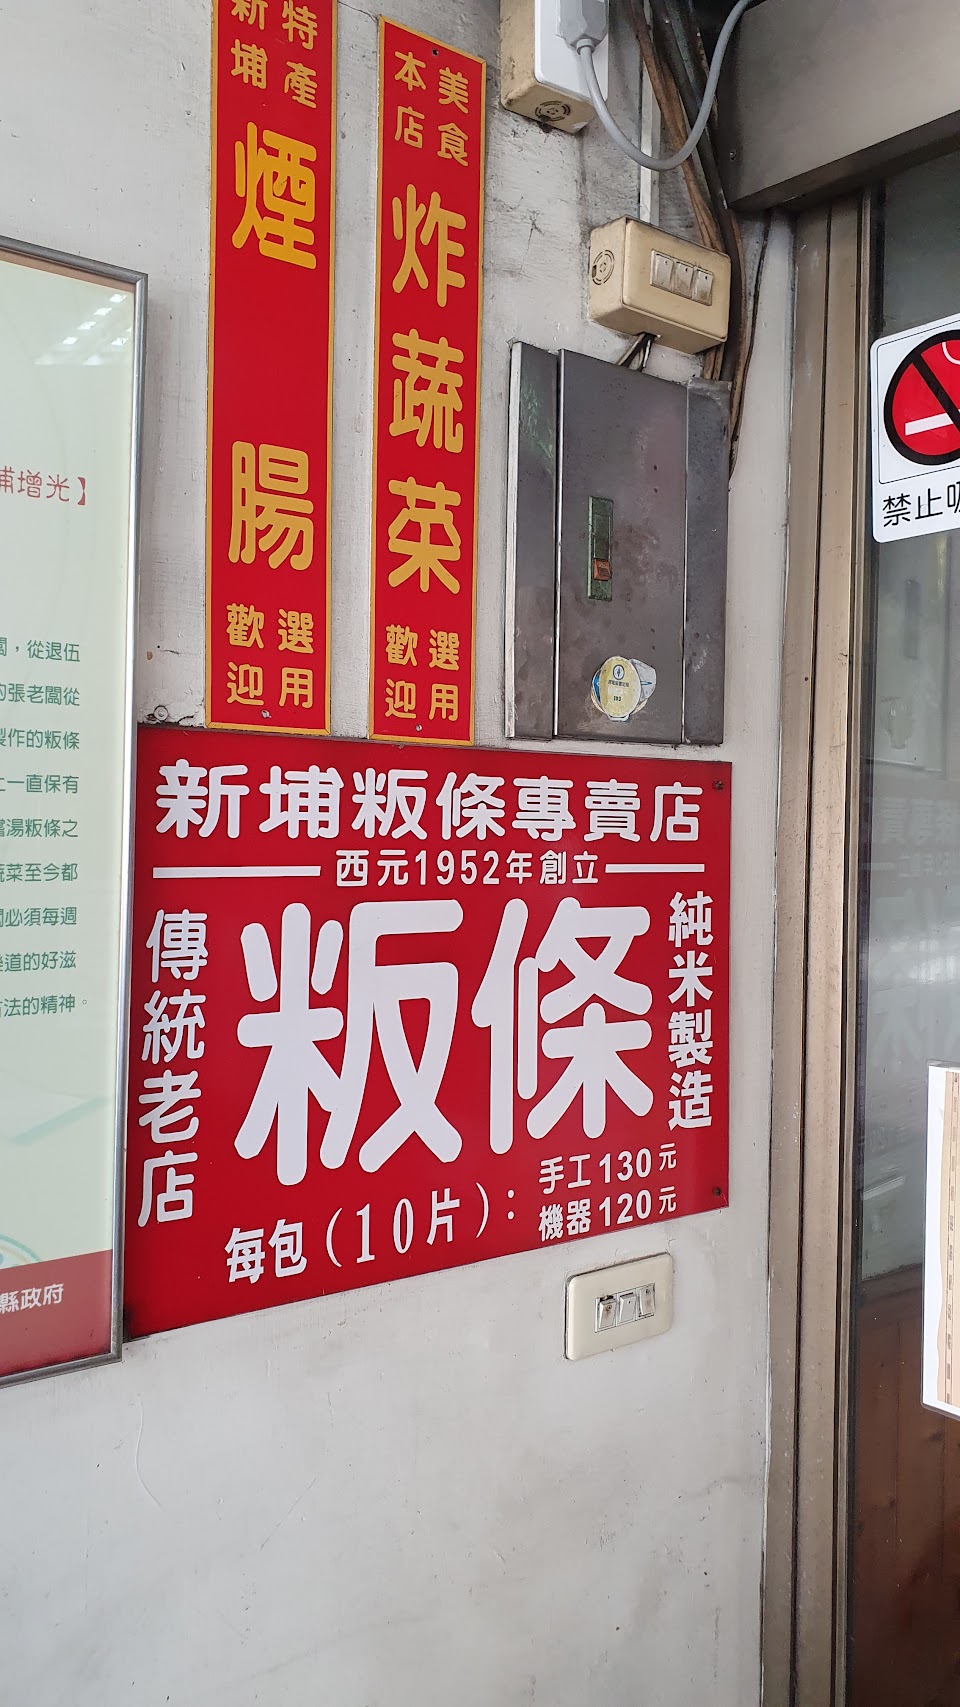 新埔
特產
煙腸
歡迎
選用
本店
美食
炸蔬菜
歡迎
選用
新埔粄條專賣店
西元1952年創立
傳統老店
粄條
純米製造
每包(10片):
手工130元
機器120元
埔增光】
,從退伍
的張老闆從
製作的粄條
一直保有
湯粄條之
蔬菜至今都
必須每週
道的好滋
方法的精神。
縣政府
禁止吸